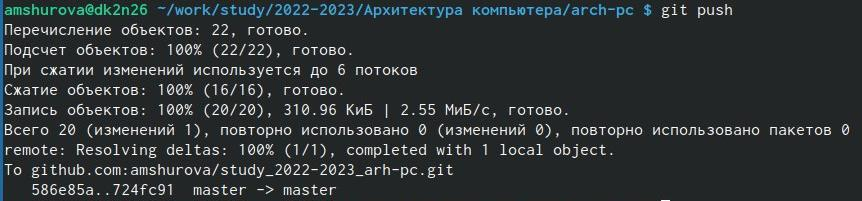 amshurova@dk2n26 ~/work/study/2022-2023/Архитектура компьютера/arch-pc $ git push
Перечисление объектов: 22, готово.
Подсчет объектов: 100% (22/22), готово.
При сжатии изменений используется до 6 потоков
Сжатие объектов: 100% (16/16), готово.
Запись объектов: 100% (20/20), 310.96 КиБ | 2.55 МиБ/с, готово.
Всего 20 (изменений 1), повторно использовано 0 (изменений 0), повторно использовано пакетов 0
remote: Resolving deltas: 100% (1/1), completed with 1 local object.
To github.com:amshurova/study_2022-2023_arh-pc.git
   586e85a..724fc91  master -> master